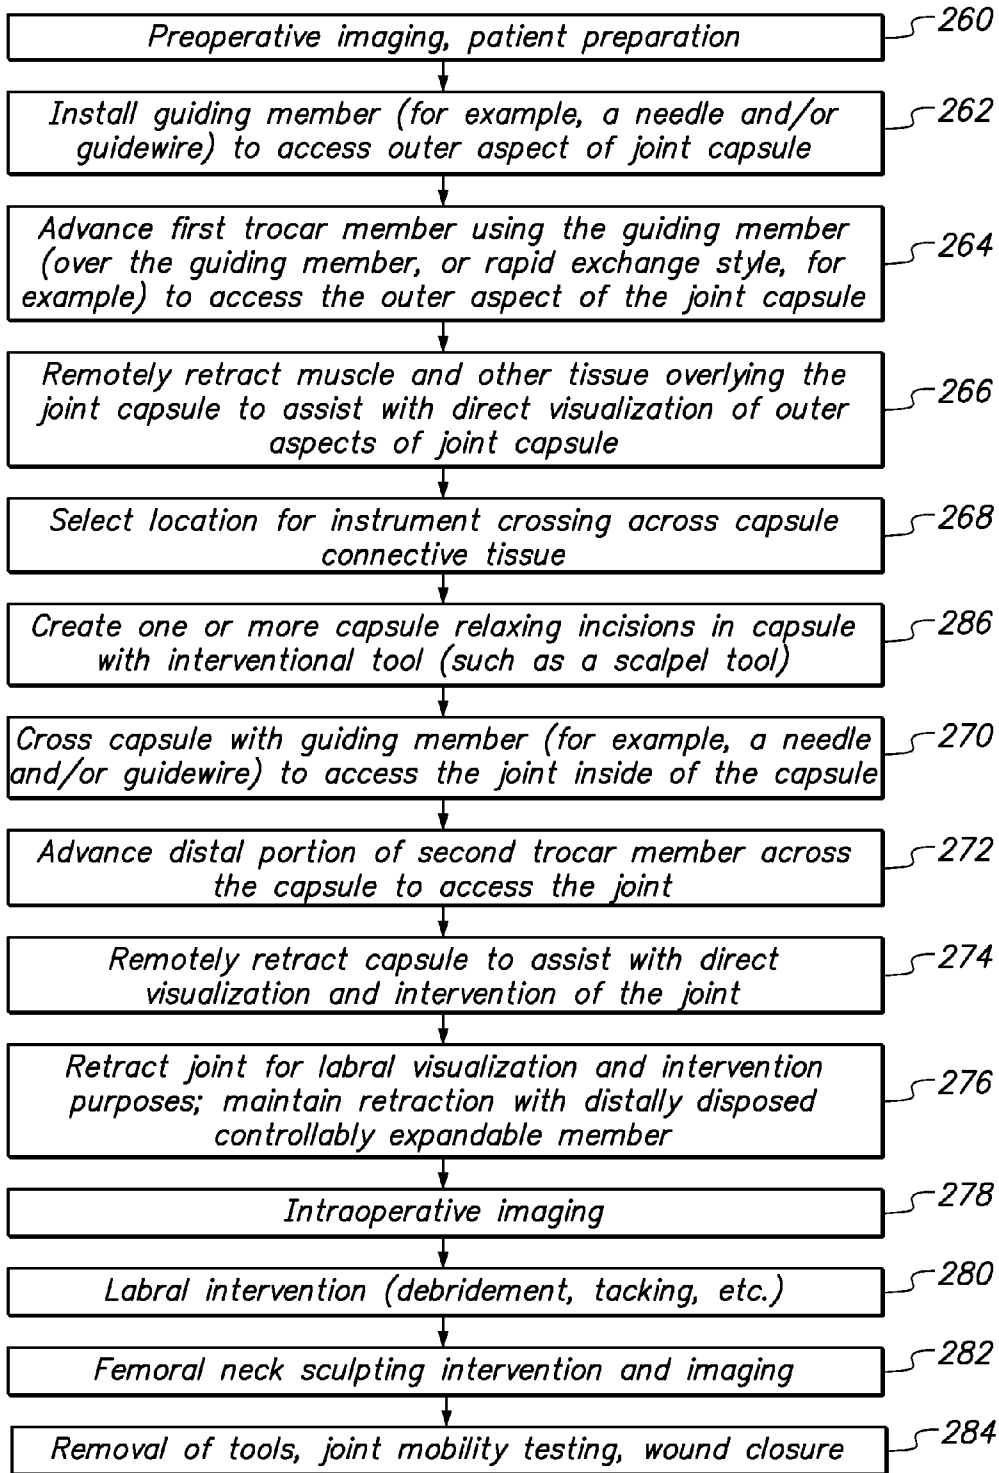 Preoperative imaging, patient preparation
260
Install guiding member (for example, a needle and/or
guidewire) to access outer aspect of joint capsule
262
Advance first trocar member using the guiding member
(over the guiding member, or rapid exchange style, for
example) to access the outer aspect of the joint capsule
264
Remotely retract muscle and other tissue overlying the
joint capsule to assist with direct visualization of outer
aspects of joint capsule
266
Select location for instrument crossing across capsule
connective tissue
268
Create one or more capsule relaxing incisions in capsule
with interventional tool (such as a scalpel tool)
286
Cross capsule with guiding member (for example, a needle
and/or guidewire) to access the joint inside of the capsule
270
Advance distal portion of second trocar member across
the capsule to access the joint
272
Remotely retract capsule to assist with direct
visualization and intervention of the joint
274
Retract joint for labral visualization and intervention
purposes; maintain retraction with distally disposed
controllably expandable member
276
Intraoperative imaging
278
Labral intervention (debridement, tacking, etc.)
280
Femoral neck sculpting intervention and imaging
282
Removal of tools, joint mobility testing, wound closure
284